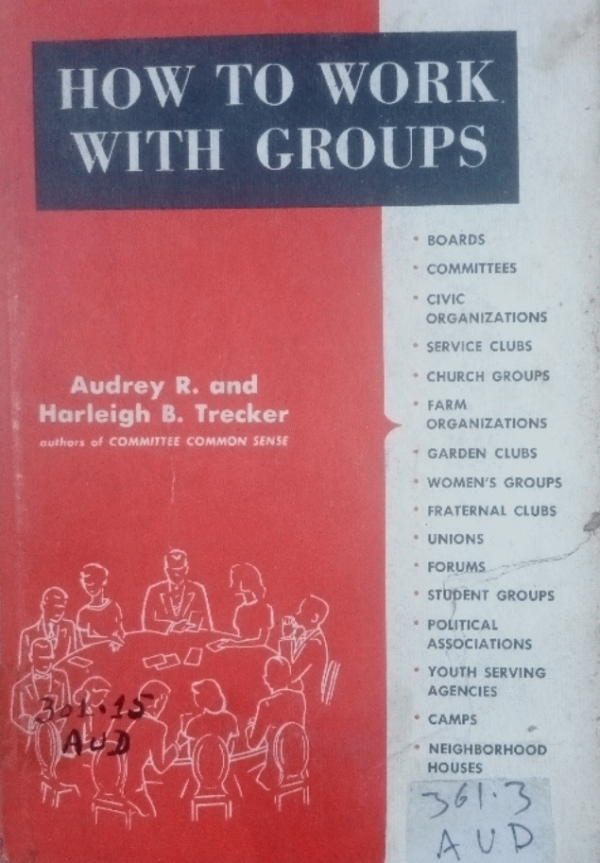 HOW TO WORK
WITH GROUPS
Audrey R. and
Harleigh B. Trecker
authors of COMMITTEE COMMON SENSE
• BOARDS
• COMMITTEES
• CIVIC
ORGANIZATIONS
• SERVICE CLUBS
• CHURCH GROUPS
• FARM
ORGANIZATIONS
• GARDEN CLUBS
• WOMEN'S GROUPS
• FRATERNAL CLUBS
• UNIONS
• FORUMS
• STUDENT GROUPS
• POLITICAL
ASSOCIATIONS
• YOUTH SERVING
AGENCIES
• CAMPS
• NEIGHBORHOOD
HOUSES
301.15
AUD
361.3
AUD